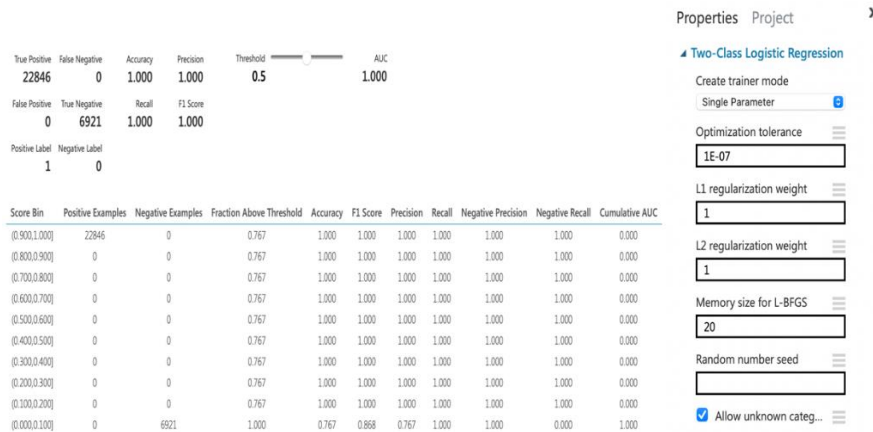 Properties Project
Two-Class Logistic Regression
Create trainer mode
Single Parameter
Optimization tolerance
1E-07
L1 regularization weight
1
L2 regularization weight
1
Memory size for L-BFGS
20
Random number seed
Allow unknown categ...
True Positive False Negative Accuracy Precision Threshold AUC
22846 0 1.000 1.000 0.5 1.000
False Positive True Negative Recall F1 Score
0 6921 1.000 1.000
Positive Label Negative Label
1 0
Score Bin Positive Examples Negative Examples Fraction Above Threshold Accuracy F1 Score Precision Recall Negative Precision Negative Recall Cumulative AUC
(0.900,1.000] 22846 0 0.767 1.000 1.000 1.000 1.000 1.000 1.000 0.000
(0.800,0.900] 0 0 0.767 1.000 1.000 1.000 1.000 1.000 1.000 0.000
(0.700,0.800] 0 0 0.767 1.000 1.000 1.000 1.000 1.000 1.000 0.000
(0.600,0.700] 0 0 0.767 1.000 1.000 1.000 1.000 1.000 1.000 0.000
(0.500,0.600] 0 0 0.767 1.000 1.000 1.000 1.000 1.000 1.000 0.000
(0.400,0.500] 0 0 0.767 1.000 1.000 1.000 1.000 1.000 1.000 0.000
(0.300,0.400] 0 0 0.767 1.000 1.000 1.000 1.000 1.000 1.000 0.000
(0.200,0.300] 0 0 0.767 1.000 1.000 1.000 1.000 1.000 1.000 0.000
(0.100,0.200] 0 0 0.767 1.000 1.000 1.000 1.000 1.000 1.000 0.000
(0.000,0.100] 0 6921 1.000 0.767 0.868 0.767 1.000 1.000 0.000 1.000